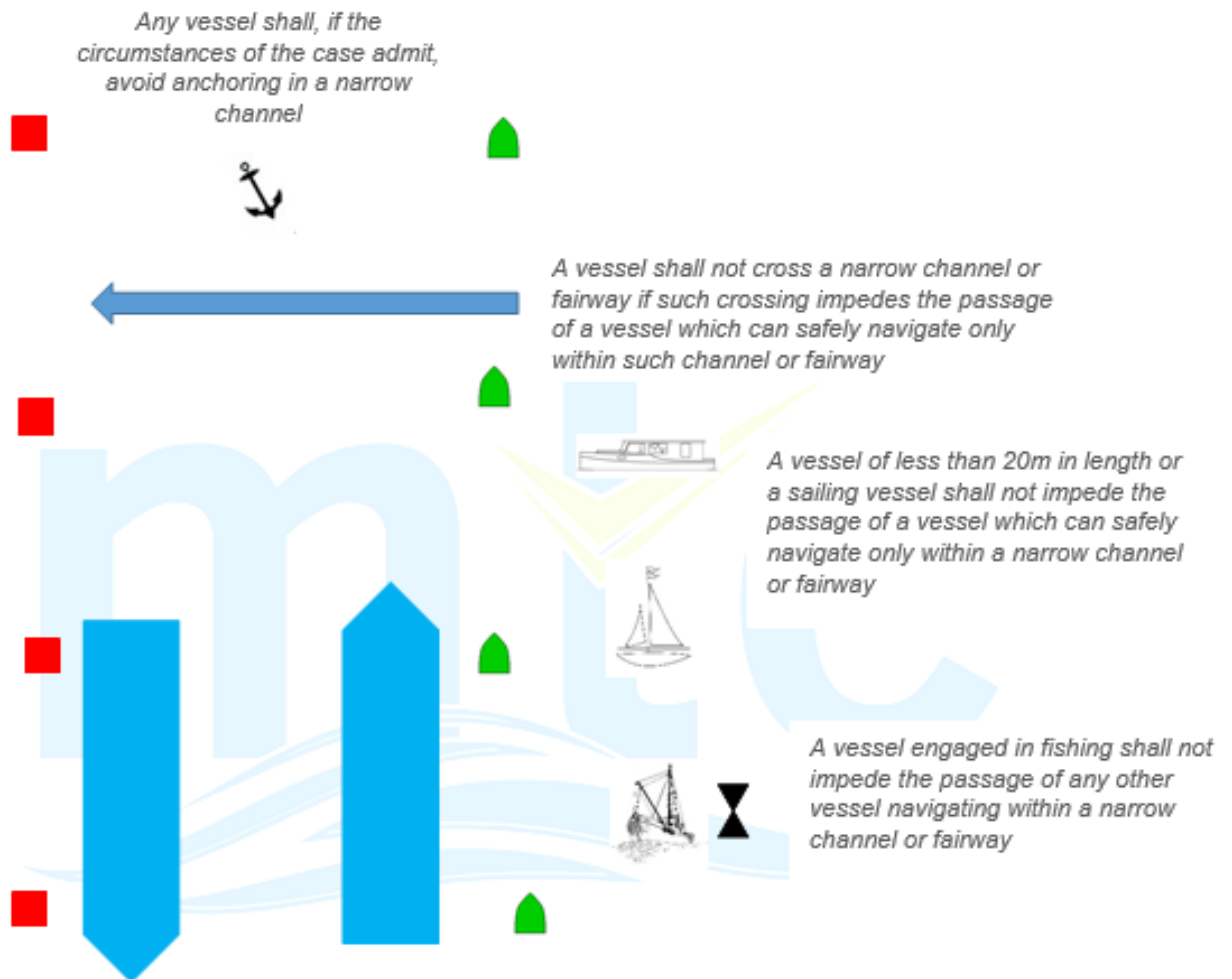 Any vessel shall, if the
circumstances of the case admit,
avoid anchoring in a narrow
channel
A vessel shall not cross a narrow channel or
fairway if such crossing impedes the passage
of a vessel which can safely navigate only
within such channel or fairway
A vessel of less than 20m in length or
a sailing vessel shall not impede the
passage of a vessel which can safely
navigate only within a narrow channel
or fairway
A vessel engaged in fishing shall not
impede the passage of any other
vessel navigating within a narrow
channel or fairway
mtc